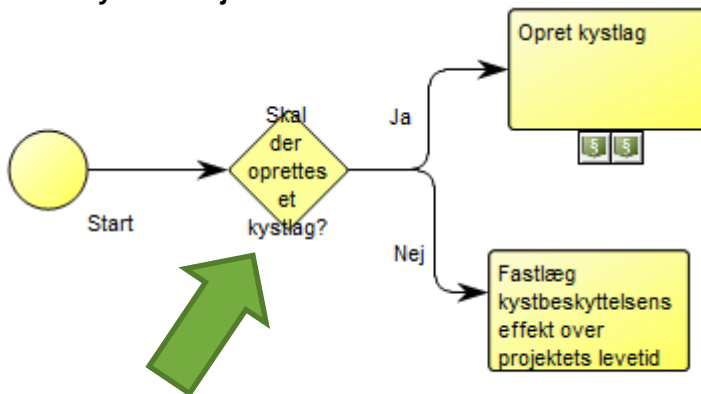 Opret kystlag
Skal
der
oprettes
et
kystlag?
Ja
§ §
Start
Nej
Fastlæg
kystbeskyttelsens
effekt over
projektets levetid